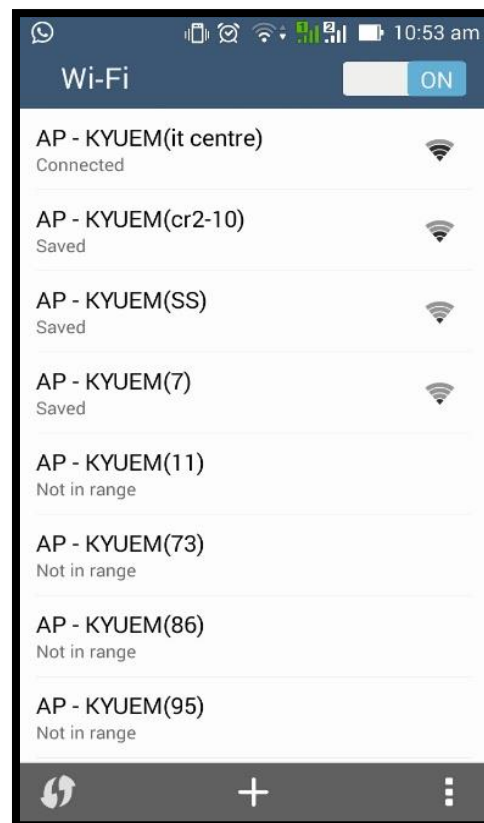 1 2 10:53 am
Wi-Fi ON
AP - KYUEM(it centre)
Connected
AP - KYUEM(cr2-10)
Saved
AP - KYUEM(SS)
Saved
AP - KYUEM(7)
Saved
AP - KYUEM(11)
Not in range
AP - KYUEM(73)
Not in range
AP - KYUEM(86)
Not in range
AP - KYUEM(95)
Not in range